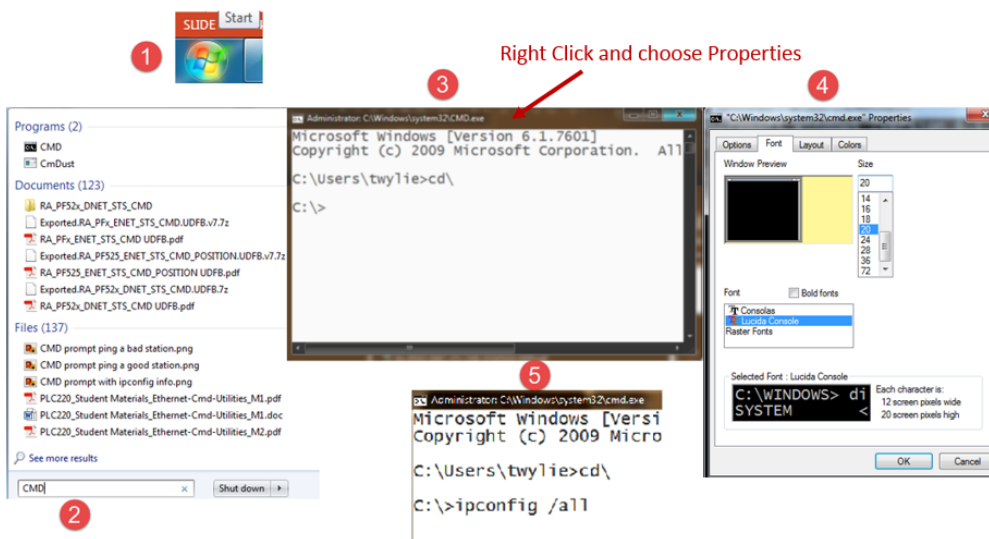 SLIDE
Start
1
Right Click and choose Properties
3
4
Programs (2)
CMD
CmDust
Documents (123)
RA_PF52x_DNET_STS_CMD
Exported.RA_PFx_ENET_STS_CMD.UDFB.v7.7z
RA_PFx_ENET_STS_CMD UDFB.pdf
Exported.RA_PF525_ENET_STS_CMD_POSITION.UDFB.v7.7z
RA_PF525_ENET_STS_CMD_POSITION UDFB.pdf
Exported.RA_PF52x_DNET_STS_CMD.UDFB.7z
RA_PF52x_DNET_STS_CMD UDFB.pdf
Files (137)
CMD prompt ping a bad station.png
CMD prompt ping a good station.png
CMD prompt with ipconfig info.png
PLC220_Student Materials_Ethernet-Cmd-Utilities_M1.pdf
PLC220_Student Materials_Ethernet-Cmd-Utilities_M1.doc
PLC220_Student Materials_Ethernet-Cmd-Utilities_M2.pdf
See more results
CMD
Shut down
2
Administrator: C:\Windows\system32\CMD.exe
Microsoft Windows [Version 6.1.7601]
Copyright (c) 2009 Microsoft Corporation. All
C:\Users\twylie>cd\
C:\>
"C:\Windows\system32\cmd.exe" Properties
Options Font Layout Colors
Window Preview Size
20
14
16
18
20
24
28
36
72
Font Bold fonts
Consolas
Lucida Console
Raster Fonts
Selected Font : Lucida Console
C:\WINDOWS> di
SYSTEM <
Each character is:
12 screen pixels wide
20 screen pixels high
OK Cancel
5
Administrator: C:\Windows\system32\cmd.exe
Microsoft Windows [Versi
Copyright (c) 2009 Micro
C:\Users\twylie>cd\
C:\>ipconfig /all